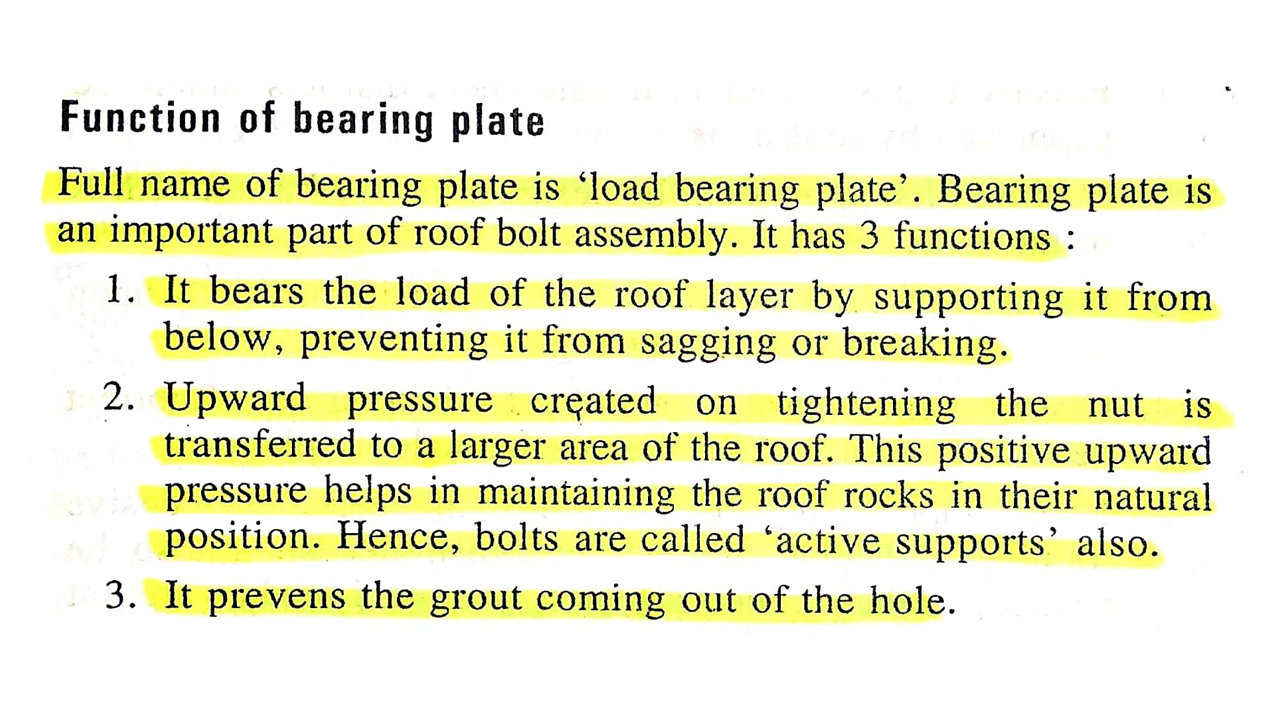 Function of bearing plate
Full name of bearing plate is ‘load bearing plate’. Bearing plate is
an important part of roof bolt assembly. It has 3 functions :
1. It bears the load of the roof layer by supporting it from
below, preventing it from sagging or breaking.
2. Upward pressure created on tightening the nut is
transferred to a larger area of the roof. This positive upward
pressure helps in maintaining the roof rocks in their natural
position. Hence, bolts are called ‘active supports’ also.
3. It prevens the grout coming out of the hole.